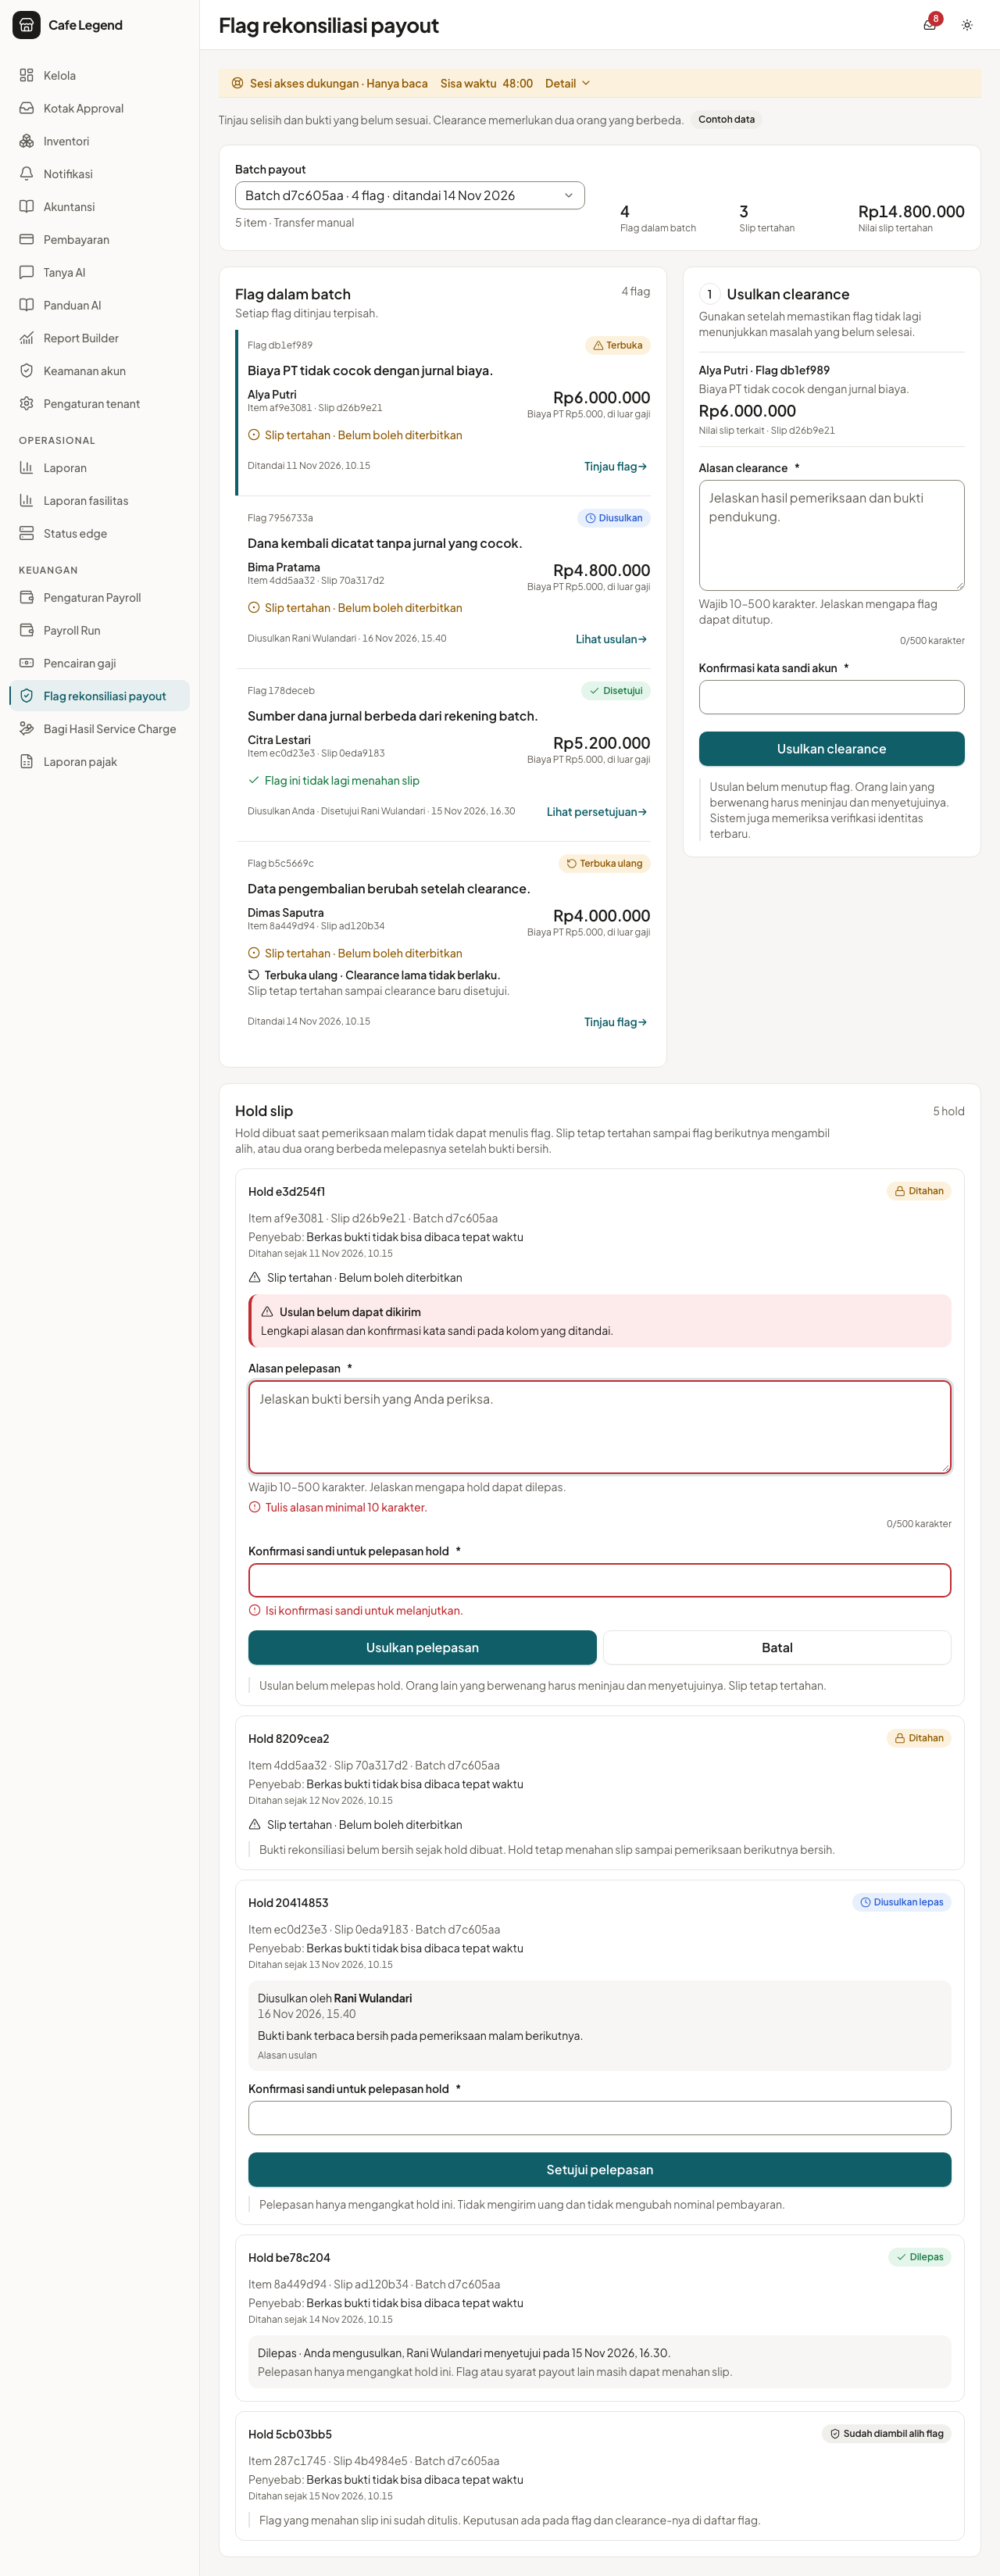 Cafe Legend
Kelola
Kotak Approval
Inventori
Notifikasi
Akuntansi
Pembayaran
Tanya AI
Panduan AI
Report Builder
Keamanan akun
Pengaturan tenant
OPERASIONAL
Laporan
Laporan fasilitas
Status edge
KEUANGAN
Pengaturan Payroll
Payroll Run
Pencairan gaji
Flag rekonsiliasi payout
Bagi Hasil Service Charge
Laporan pajak
Flag rekonsiliasi payout
8
Sesi akses dukungan · Hanya baca Sisa waktu 48:00 Detail
Tinjau selisih dan bukti yang belum sesuai. Clearance memerlukan dua orang yang berbeda. Contoh data
Batch payout
Batch d7c605aa · 4 flag · ditandai 14 Nov 2026
5 item · Transfer manual
4
Flag dalam batch
3
Slip tertahan
Rp14.800.000
Nilai slip tertahan
Flag dalam batch
4 flag
Setiap flag ditinjau terpisah.
Flag db1ef989
Terbuka
Biaya PT tidak cocok dengan jurnal biaya.
Alya Putri
Item af9e3081 · Slip d26b9e21
Rp6.000.000
Biaya PT Rp5.000, di luar gaji
Slip tertahan · Belum boleh diterbitkan
Ditandai 11 Nov 2026, 10.15
Tinjau flag→
Flag 7956733a
Diusulkan
Dana kembali dicatat tanpa jurnal yang cocok.
Bima Pratama
Item 4dd5aa32 · Slip 70a317d2
Rp4.800.000
Biaya PT Rp5.000, di luar gaji
Slip tertahan · Belum boleh diterbitkan
Diusulkan Rani Wulandari · 16 Nov 2026, 15.40
Lihat usulan→
Flag 178deceb
Disetujui
Sumber dana jurnal berbeda dari rekening batch.
Citra Lestari
Item ec0d23e3 · Slip 0eda9183
Rp5.200.000
Biaya PT Rp5.000, di luar gaji
Flag ini tidak lagi menahan slip
Diusulkan Anda · Disetujui Rani Wulandari · 15 Nov 2026, 16.30
Lihat persetujuan→
Flag b5c5669c
Terbuka ulang
Data pengembalian berubah setelah clearance.
Dimas Saputra
Item 8a449d94 · Slip ad120b34
Rp4.000.000
Biaya PT Rp5.000, di luar gaji
Slip tertahan · Belum boleh diterbitkan
Terbuka ulang · Clearance lama tidak berlaku.
Slip tetap tertahan sampai clearance baru disetujui.
Ditandai 14 Nov 2026, 10.15
Tinjau flag→
1 Usulkan clearance
Gunakan setelah memastikan flag tidak lagi
menunjukkan masalah yang belum selesai.
Alya Putri · Flag db1ef989
Biaya PT tidak cocok dengan jurnal biaya.
Rp6.000.000
Nilai slip terkait · Slip d26b9e21
Alasan clearance *
Jelaskan hasil pemeriksaan dan bukti
pendukung.
Wajib 10–500 karakter. Jelaskan mengapa flag
dapat ditutup.
0/500 karakter
Konfirmasi kata sandi akun *
Usulkan clearance
Usulan belum menutup flag. Orang lain yang
berwenang harus meninjau dan menyetujuinya.
Sistem juga memeriksa verifikasi identitas
terbaru.
Hold slip
5 hold
Hold dibuat saat pemeriksaan malam tidak dapat menulis flag. Slip tetap tertahan sampai flag berikutnya mengambil
alih, atau dua orang berbeda melepasnya setelah bukti bersih.
Hold e3d254f1
Ditahan
Item af9e3081 · Slip d26b9e21 · Batch d7c605aa
Penyebab: Berkas bukti tidak bisa dibaca tepat waktu
Ditahan sejak 11 Nov 2026, 10.15
Slip tertahan · Belum boleh diterbitkan
Usulan belum dapat dikirim
Lengkapi alasan dan konfirmasi kata sandi pada kolom yang ditandai.
Alasan pelepasan *
Jelaskan bukti bersih yang Anda periksa.
Wajib 10–500 karakter. Jelaskan mengapa hold dapat dilepas.
Tulis alasan minimal 10 karakter.
0/500 karakter
Konfirmasi sandi untuk pelepasan hold *
Isi konfirmasi sandi untuk melanjutkan.
Usulkan pelepasan
Batal
Usulan belum melepas hold. Orang lain yang berwenang harus meninjau dan menyetujuinya. Slip tetap tertahan.
Hold 8209cea2
Ditahan
Item 4dd5aa32 · Slip 70a317d2 · Batch d7c605aa
Penyebab: Berkas bukti tidak bisa dibaca tepat waktu
Ditahan sejak 12 Nov 2026, 10.15
Slip tertahan · Belum boleh diterbitkan
Bukti rekonsiliasi belum bersih sejak hold dibuat. Hold tetap menahan slip sampai pemeriksaan berikutnya bersih.
Hold 20414853
Diusulkan lepas
Item ec0d23e3 · Slip 0eda9183 · Batch d7c605aa
Penyebab: Berkas bukti tidak bisa dibaca tepat waktu
Ditahan sejak 13 Nov 2026, 10.15
Diusulkan oleh Rani Wulandari
16 Nov 2026, 15.40
Bukti bank terbaca bersih pada pemeriksaan malam berikutnya.
Alasan usulan
Konfirmasi sandi untuk pelepasan hold *
Setujui pelepasan
Pelepasan hanya mengangkat hold ini. Tidak mengirim uang dan tidak mengubah nominal pembayaran.
Hold be78c204
Dilepas
Item 8a449d94 · Slip ad120b34 · Batch d7c605aa
Penyebab: Berkas bukti tidak bisa dibaca tepat waktu
Ditahan sejak 14 Nov 2026, 10.15
Dilepas · Anda mengusulkan, Rani Wulandari menyetujui pada 15 Nov 2026, 16.30.
Pelepasan hanya mengangkat hold ini. Flag atau syarat payout lain masih dapat menahan slip.
Hold 5cb03bb5
Sudah diambil alih flag
Item 287c1745 · Slip 4b4984e5 · Batch d7c605aa
Penyebab: Berkas bukti tidak bisa dibaca tepat waktu
Ditahan sejak 15 Nov 2026, 10.15
Flag yang menahan slip ini sudah ditulis. Keputusan ada pada flag dan clearance-nya di daftar flag.